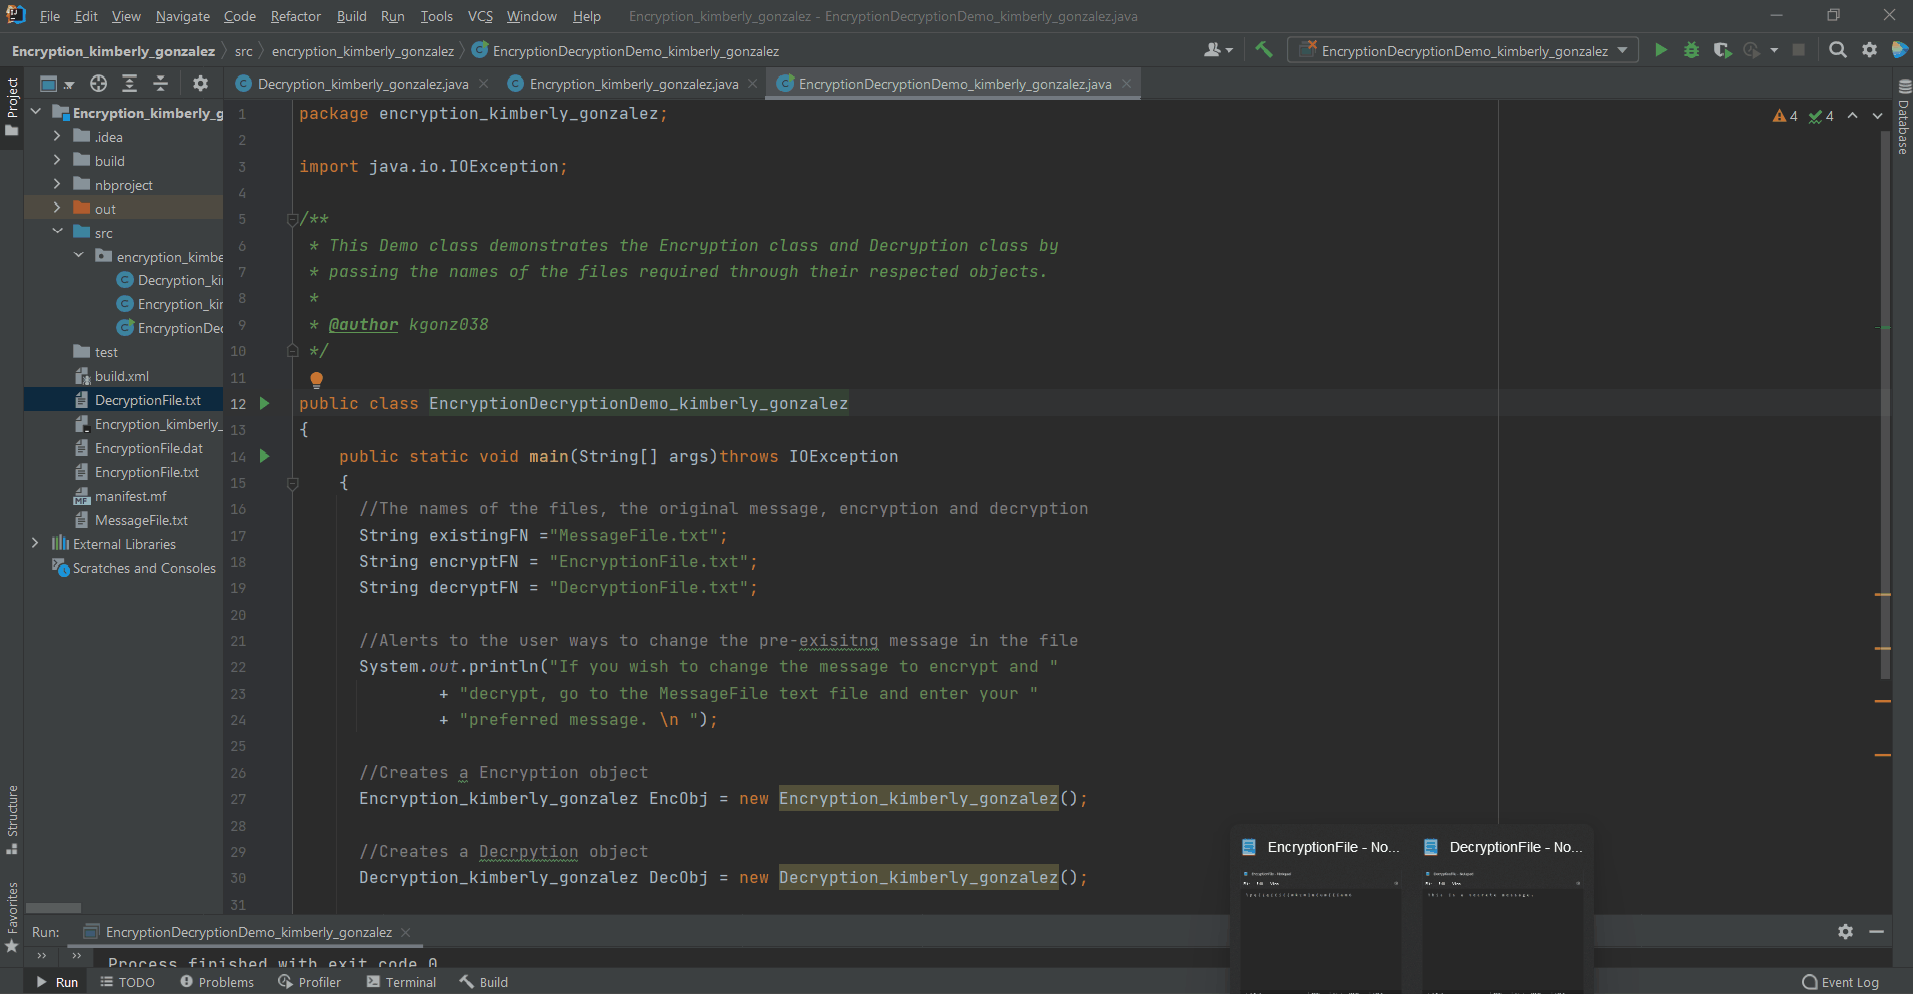 File Edit View Navigate Code Refactor Build Run Tools VCS Window Help Encryption_kimberly_gonzalez - EncryptionDecryptionDemo_kimberly_gonzalez.java
Encryption_kimberly_gonzalez src encryption_kimberly_gonzalez EncryptionDecryptionDemo_kimberly_gonzalez EncryptionDecryptionDemo_kimberly_gonzalez
Decryption_kimberly_gonzalez.java Encryption_kimberly_gonzalez.java EncryptionDecryptionDemo_kimberly_gonzalez.java
Project
Encryption_kimberly_g
.idea
build
nbproject
out
src
encryption_kimbe
Decryption_ki
Encryption_ki
EncryptionDec
test
build.xml
DecryptionFile.txt
Encryption_kimberly_
EncryptionFile.dat
EncryptionFile.txt
manifest.mf
MessageFile.txt
External Libraries
Scratches and Consoles
Structure
Favorites
Database
4 4
1 package encryption_kimberly_gonzalez;
2
3 import java.io.IOException;
4
5 /**
6 * This Demo class demonstrates the Encryption class and Decryption class by
7 * passing the names of the files required through their respected objects.
8 *
9 * @author kgonz038
10 */
11
12 public class EncryptionDecryptionDemo_kimberly_gonzalez
13 {
14 public static void main(String[] args)throws IOException
15 {
16 //The names of the files, the original message, encryption and decryption
17 String existingFN ="MessageFile.txt";
18 String encryptFN = "EncryptionFile.txt";
19 String decryptFN = "DecryptionFile.txt";
20
21 //Alerts to the user ways to change the pre-exisitng message in the file
22 System.out.println("If you wish to change the message to encrypt and "
23 + "decrypt, go to the MessageFile text file and enter your "
24 + "preferred message. \n ");
25
26 //Creates a Encryption object
27 Encryption_kimberly_gonzalez EncObj = new Encryption_kimberly_gonzalez();
28
29 //Creates a Decrpytion object
30 Decryption_kimberly_gonzalez DecObj = new Decryption_kimberly_gonzalez();
31
EncryptionFile - No... DecryptionFile - No...
This is a secrete message.
Run: EncryptionDecryptionDemo_kimberly_gonzalez
Process finished with exit code 0
Run TODO Problems Profiler Terminal Build Event Log